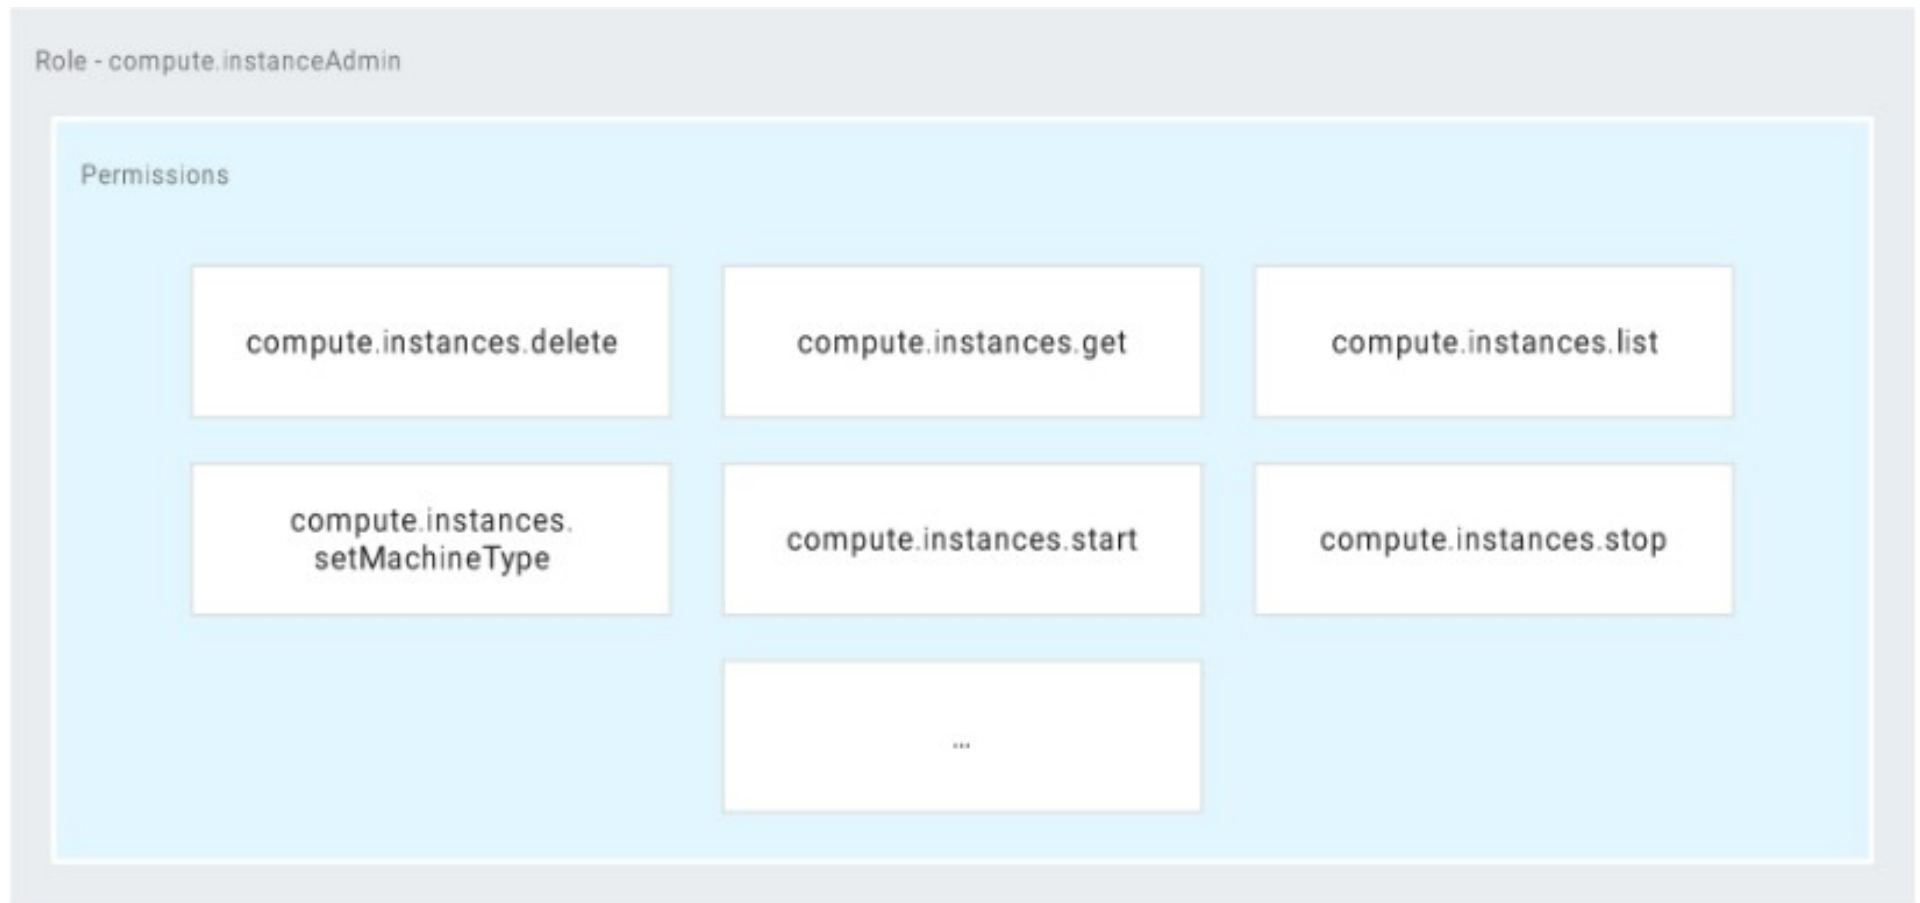 Role - compute.instanceAdmin
Permissions
compute.instances.delete
compute.instances.get
compute.instances.list
compute.instances.
setMachineType
compute.instances.start
compute.instances.stop
...